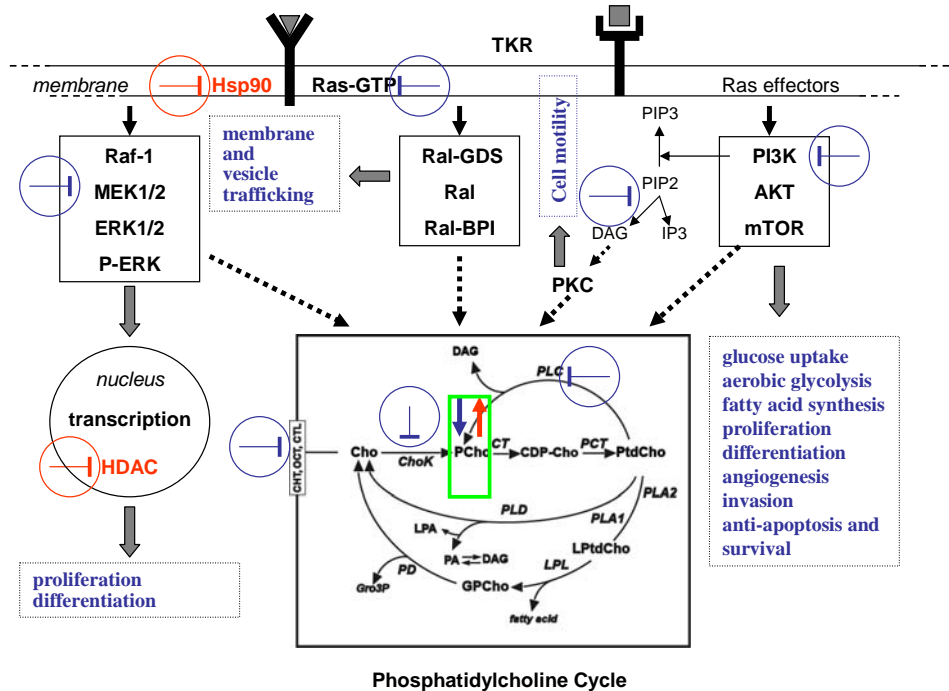 TKR
membrane
Hsp90
Ras-GTP
Ras effectors
Raf-1
MEK1/2
ERK1/2
P-ERK
membrane
and
vesicle
trafficking
Ral-GDS
Ral
Ral-BPI
Cell motility
PIP3
PIP2
DAG
IP3
PKC
PI3K
AKT
mTOR
nucleus
transcription
HDAC
proliferation
differentiation
glucose uptake
aerobic glycolysis
fatty acid synthesis
proliferation
differentiation
angiogenesis
invasion
anti-apoptosis and
survival
DAG
PLC
CHT, OCT, CTL
Cho
ChoK
PCho
CT
CDP-Cho
PCT
PtdCho
PLA2
PLD
PLA1
LPA
PA
DAG
LPtdCho
LPL
PD
GPCho
Gro3P
fatty acid
Phosphatidylcholine Cycle